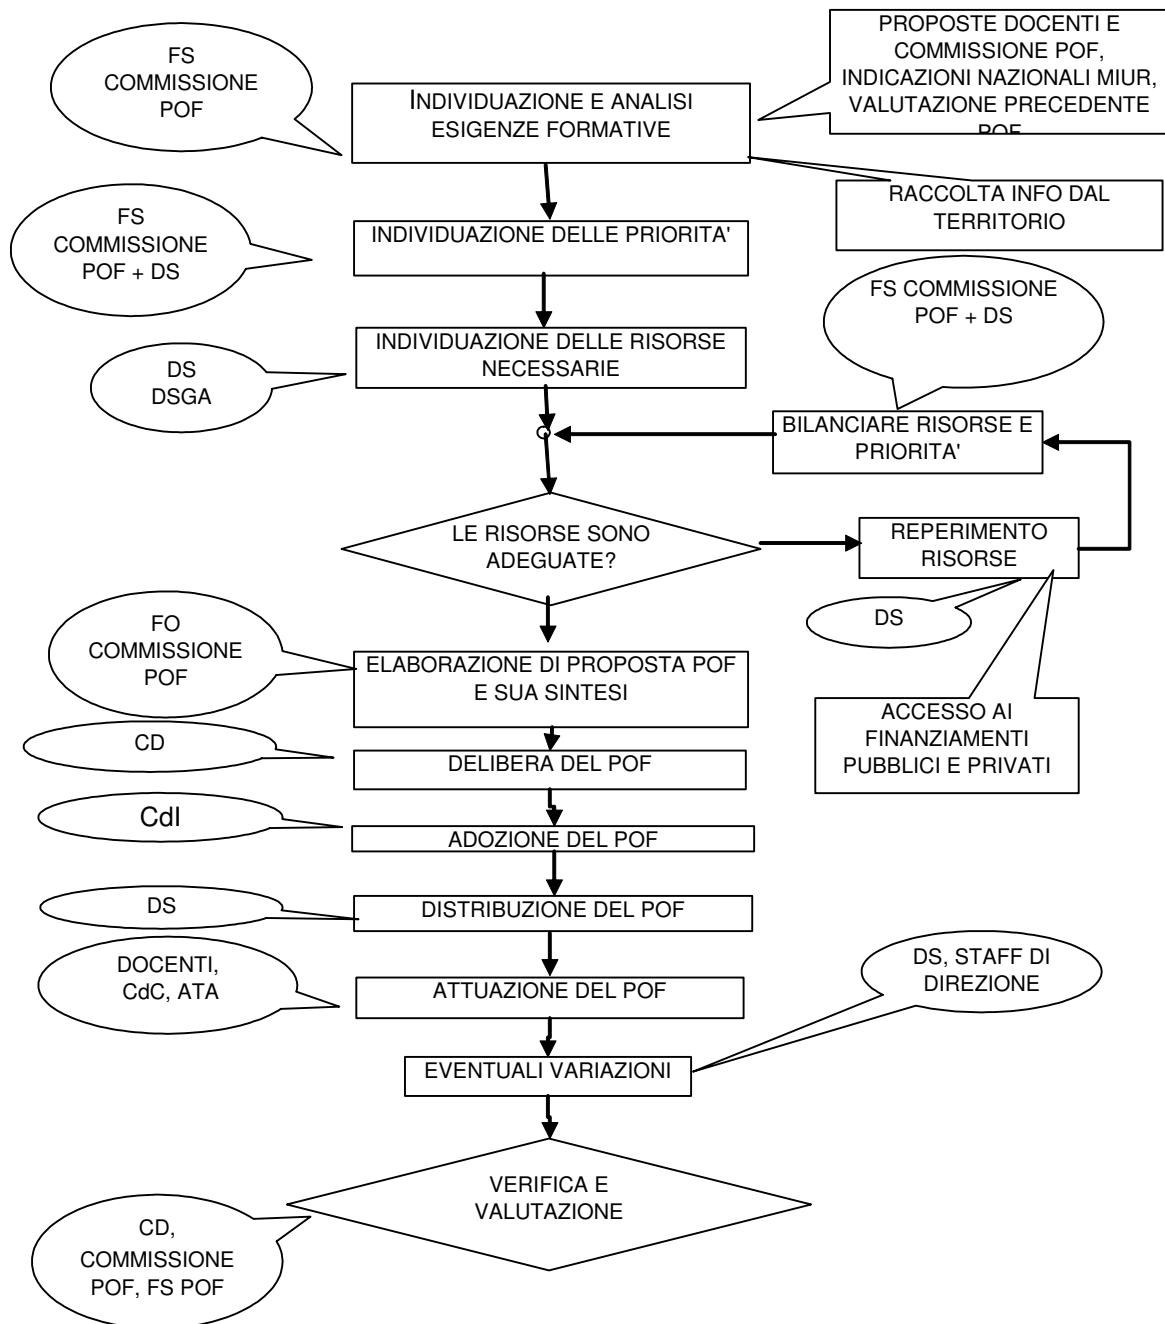 FS
COMMISSIONE
POF
INDIVIDUAZIONE E ANALISI
ESIGENZE FORMATIVE
PROPOSTE DOCENTI E
COMMISSIONE POF,
INDICAZIONI NAZIONALI MIUR,
VALUTAZIONE PRECEDENTE
POF
RACCOLTA INFO DAL
TERRITORIO
FS
COMMISSIONE
POF + DS
INDIVIDUAZIONE DELLE PRIORITA'
FS COMMISSIONE
POF + DS
INDIVIDUAZIONE DELLE RISORSE
NECESSARIE
DS
DSGA
BILANCIARE RISORSE E
PRIORITA'
LE RISORSE SONO
ADEGUATE?
REPERIMENTO
RISORSE
DS
ACCESSO AI
FINANZIAMENTI
PUBBLICI E PRIVATI
FO
COMMISSIONE
POF
ELABORAZIONE DI PROPOSTA POF
E SUA SINTESI
CD
DELIBERA DEL POF
CdI
ADOZIONE DEL POF
DS
DISTRIBUZIONE DEL POF
DOCENTI,
CdC, ATA
ATTUAZIONE DEL POF
DS, STAFF DI
DIREZIONE
EVENTUALI VARIAZIONI
VERIFICA E
VALUTAZIONE
CD,
COMMISSIONE
POF, FS POF